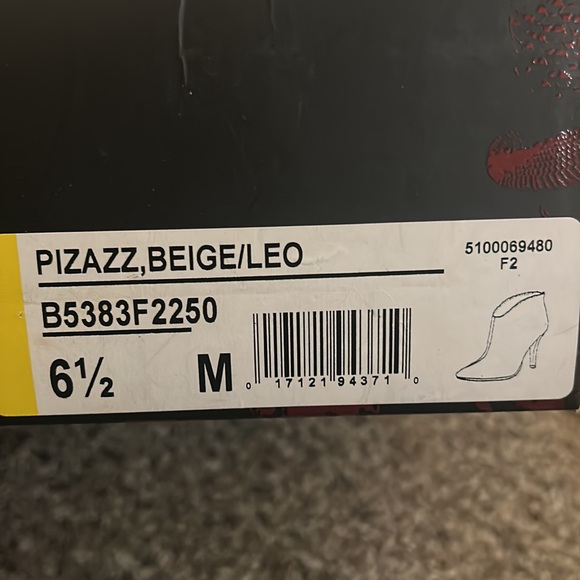 PIZAZZ,BEIGE/LEO
5100069480
F2
B5383F2250
6½ M
0 17121 94371 0